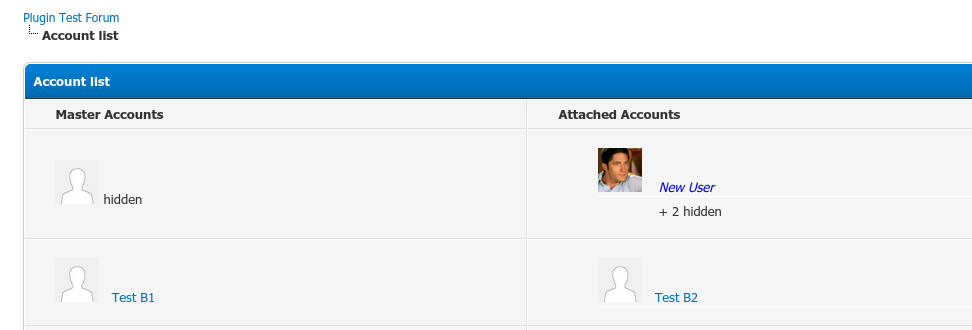 Plugin Test Forum
Account list
Account list
Master Accounts Attached Accounts
hidden New User
+ 2 hidden
Test B1 Test B2